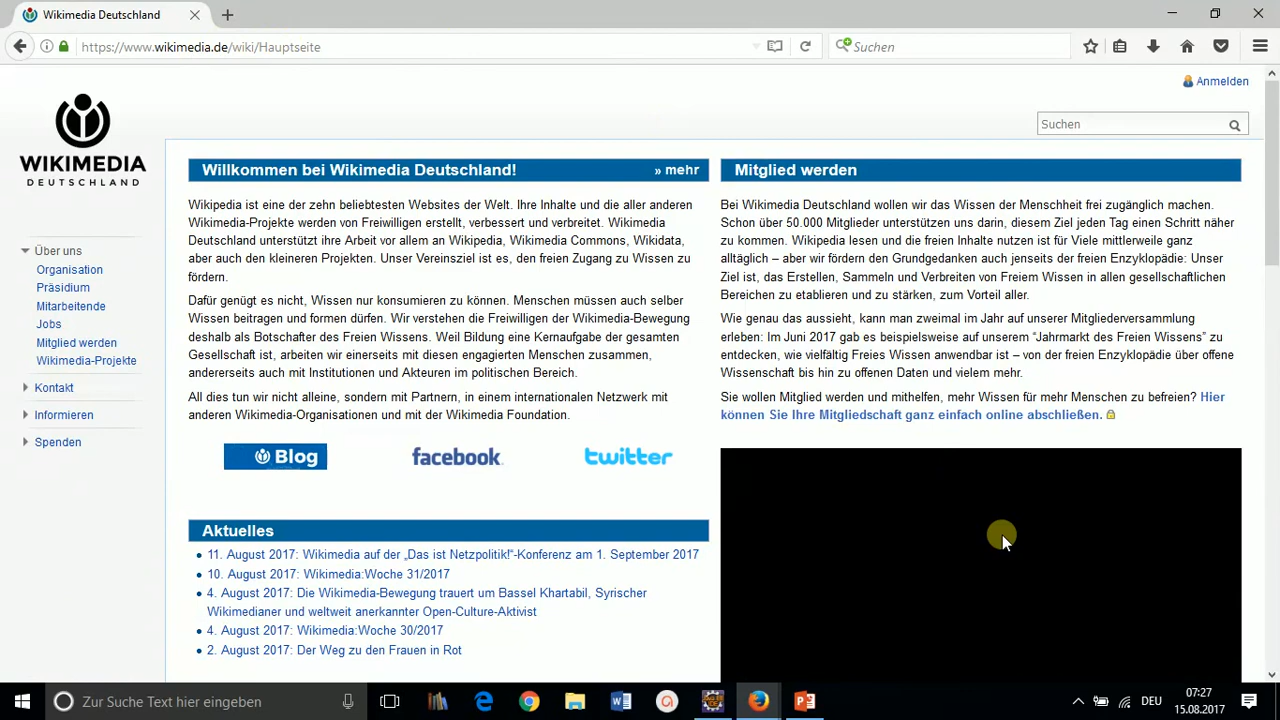 Wikimedia Deutschland
https://www.wikimedia.de/wiki/Hauptseite
Suchen
Anmelden
Suchen
WIKIMEDIA
DEUTSCHLAND
Über uns
Organisation
Präsidium
Mitarbeitende
Jobs
Mitglied werden
Wikimedia-Projekte
Kontakt
Informieren
Spenden
Willkommen bei Wikimedia Deutschland!
» mehr
Wikipedia ist eine der zehn beliebtesten Websites der Welt. Ihre Inhalte und die aller anderen
Wikimedia-Projekte werden von Freiwilligen erstellt, verbessert und verbreitet. Wikimedia
Deutschland unterstützt ihre Arbeit vor allem an Wikipedia, Wikimedia Commons, Wikidata,
aber auch den kleineren Projekten. Unser Vereinsziel ist es, den freien Zugang zu Wissen zu
fördern.
Dafür genügt es nicht, Wissen nur konsumieren zu können. Menschen müssen auch selber
Wissen beitragen und formen dürfen. Wir verstehen die Freiwilligen der Wikimedia-Bewegung
deshalb als Botschafter des Freien Wissens. Weil Bildung eine Kernaufgabe der gesamten
Gesellschaft ist, arbeiten wir einerseits mit diesen engagierten Menschen zusammen,
andererseits auch mit Institutionen und Akteuren im politischen Bereich.
All dies tun wir nicht alleine, sondern mit Partnern, in einem internationalen Netzwerk mit
anderen Wikimedia-Organisationen und mit der Wikimedia Foundation.
Blog
facebook
twitter
Aktuelles
11. August 2017: Wikimedia auf der „Das ist Netzpolitik!“-Konferenz am 1. September 2017
10. August 2017: Wikimedia:Woche 31/2017
4. August 2017: Die Wikimedia-Bewegung trauert um Bassel Khartabil, Syrischer
Wikimedianer und weltweit anerkannter Open-Culture-Aktivist
4. August 2017: Wikimedia:Woche 30/2017
2. August 2017: Der Weg zu den Frauen in Rot
Mitglied werden
Bei Wikimedia Deutschland wollen wir das Wissen der Menschheit frei zugänglich machen.
Schon über 50.000 Mitglieder unterstützen uns darin, diesem Ziel jeden Tag einen Schritt näher
zu kommen. Wikipedia lesen und die freien Inhalte nutzen ist für Viele mittlerweile ganz
alltäglich – aber wir fördern den Grundgedanken auch jenseits der freien Enzyklopädie: Unser
Ziel ist, das Erstellen, Sammeln und Verbreiten von Freiem Wissen in allen gesellschaftlichen
Bereichen zu etablieren und zu stärken, zum Vorteil aller.
Wie genau das aussieht, kann man zweimal im Jahr auf unserer Mitgliederversammlung
erleben: Im Juni 2017 gab es beispielsweise auf unserem “Jahrmarkt des Freien Wissens” zu
entdecken, wie vielfältig Freies Wissen anwendbar ist – von der freien Enzyklopädie über offene
Wissenschaft bis hin zu offenen Daten und vielem mehr.
Sie wollen Mitglied werden und mithelfen, mehr Wissen für mehr Menschen zu befreien? Hier
können Sie Ihre Mitgliedschaft ganz einfach online abschließen.
Zur Suche Text hier eingeben
DEU
07:27
15.08.2017